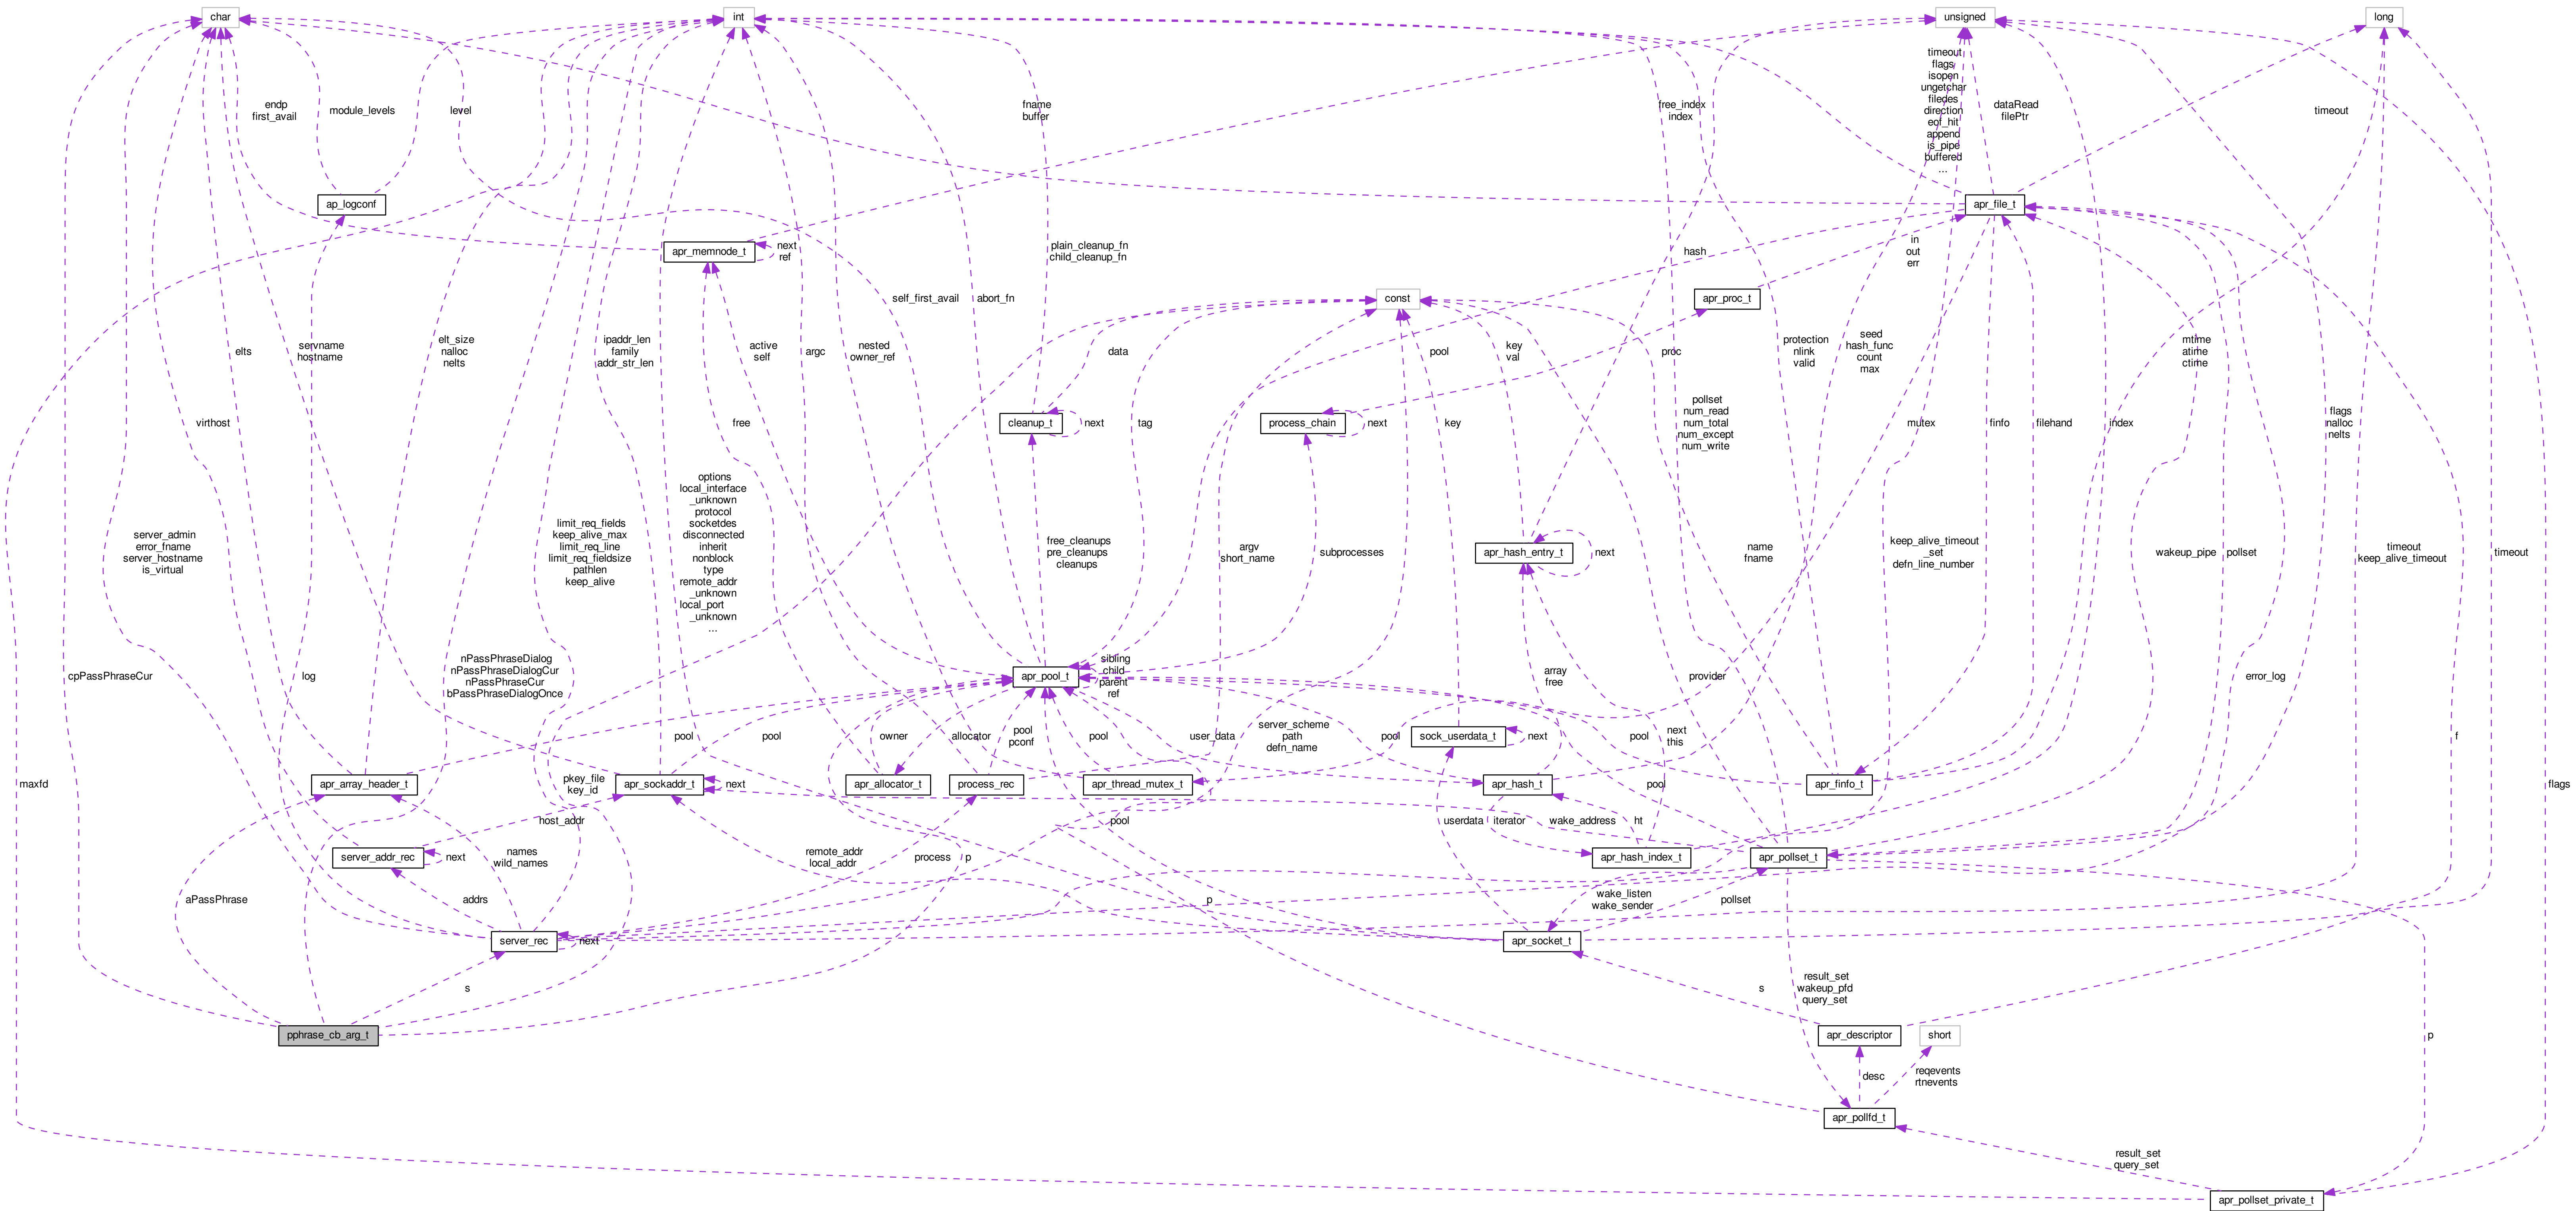 char
int
unsigned
long
endp
first_avail
module_levels
level
fname
buffer
free_index
index
timeout
flags
isopen
ungetchar
filedes
direction
eof_hit
append
is_pipe
buffered
...
dataRead
filePtr
timeout
ap_logconf
apr_file_t
apr_memnode_t
next
ref
plain_cleanup_fn
child_cleanup_fn
hash
in
out
err
self_first_avail
abort_fn
const
apr_proc_t
elts
servname
hostname
elt_size
nalloc
nelts
ipaddr_len
family
addr_str_len
active
self
argc
nested
owner_ref
data
pool
key
val
proc
protection
nlink
valid
seed
hash_func
count
max
mtime
atime
ctime
virthost
free
cleanup_t
next
tag
process_chain
next
key
pollset
num_read
num_total
num_except
num_write
mutex
finfo
filehand
index
flags
nalloc
nelts
server_admin
error_fname
server_hostname
is_virtual
limit_req_fields
keep_alive_max
limit_req_line
limit_req_fieldsize
pathlen
keep_alive
options
local_interface
_unknown
protocol
socketdes
disconnected
inherit
nonblock
type
remote_addr
_unknown
local_port
_unknown
...
free_cleanups
pre_cleanups
cleanups
argv
short_name
subprocesses
apr_hash_entry_t
next
name
fname
keep_alive_timeout
_set
defn_line_number
wakeup_pipe
pollset
timeout
keep_alive_timeout
timeout
cpPassPhraseCur
log
nPassPhraseDialog
nPassPhraseDialogCur
nPassPhraseCur
bPassPhraseDialogOnce
apr_pool_t
sibling
child
parent
ref
array
free
provider
error_log
pool
pool
owner
allocator
pool
pconf
pool
user_data
server_scheme
path
defn_name
pool
sock_userdata_t
next
next
this
pool
f
maxfd
apr_array_header_t
pkey_file
key_id
apr_sockaddr_t
next
apr_allocator_t
process_rec
apr_thread_mutex_t
apr_hash_t
pool
apr_finfo_t
flags
host_addr
pool
userdata
iterator
wake_address
ht
server_addr_rec
next
names
wild_names
remote_addr
local_addr
process
p
apr_hash_index_t
apr_pollset_t
aPassPhrase
addrs
p
wake_listen
wake_sender
pollset
server_rec
next
apr_socket_t
s
s
result_set
wakeup_pfd
query_set
pphrase_cb_arg_t
apr_descriptor
short
p
desc
reqevents
rtnevents
apr_pollfd_t
result_set
query_set
apr_pollset_private_t